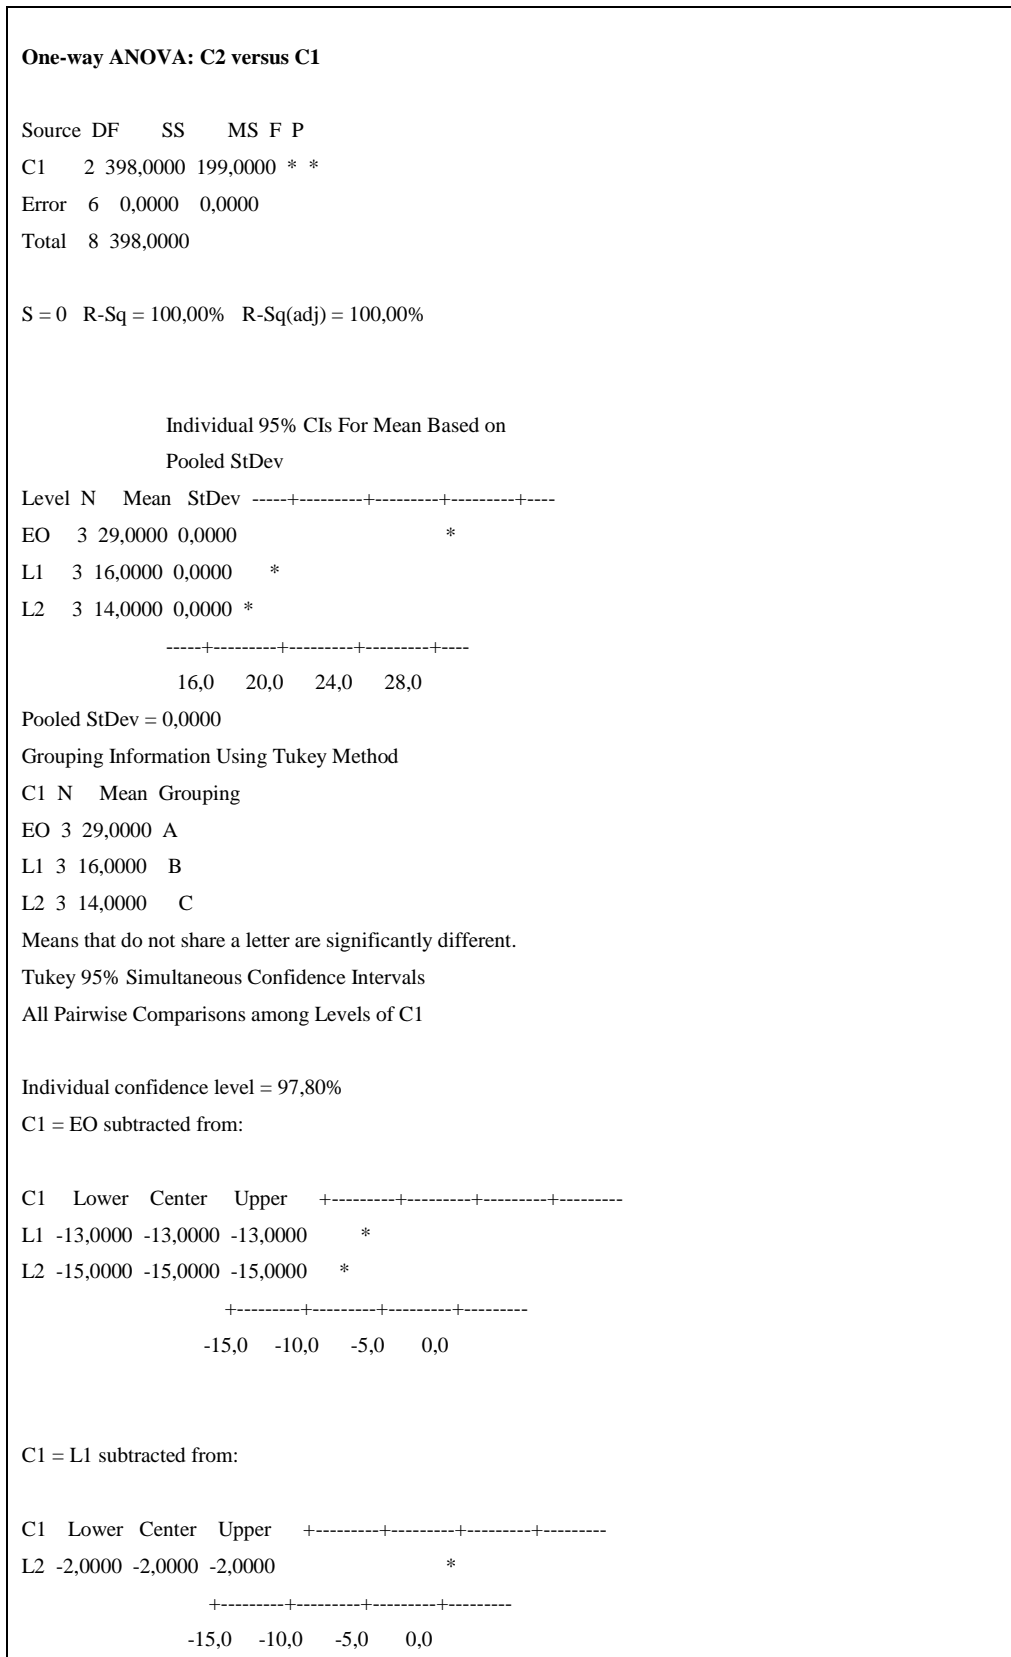 One-way ANOVA: C2 versus C1
Source DF SS MS F P
C1 2 398,0000 199,0000 * *
Error 6 0,0000 0,0000
Total 8 398,0000
S = 0 R-Sq = 100,00% R-Sq(adj) = 100,00%
Individual 95% CIs For Mean Based on
Pooled StDev
Level N Mean StDev -----+---------+---------+---------+----
EO 3 29,0000 0,0000 *
L1 3 16,0000 0,0000 *
L2 3 14,0000 0,0000 *
-----+---------+---------+---------+----
16,0 20,0 24,0 28,0
Pooled StDev = 0,0000
Grouping Information Using Tukey Method
C1 N Mean Grouping
EO 3 29,0000 A
L1 3 16,0000 B
L2 3 14,0000 C
Means that do not share a letter are significantly different.
Tukey 95% Simultaneous Confidence Intervals
All Pairwise Comparisons among Levels of C1
Individual confidence level = 97,80%
C1 = EO subtracted from:
C1 Lower Center Upper +---------+---------+---------+---------
L1 -13,0000 -13,0000 -13,0000 *
L2 -15,0000 -15,0000 -15,0000 *
+---------+---------+---------+---------
-15,0 -10,0 -5,0 0,0
C1 = L1 subtracted from:
C1 Lower Center Upper +---------+---------+---------+---------
L2 -2,0000 -2,0000 -2,0000 *
+---------+---------+---------+---------
-15,0 -10,0 -5,0 0,0